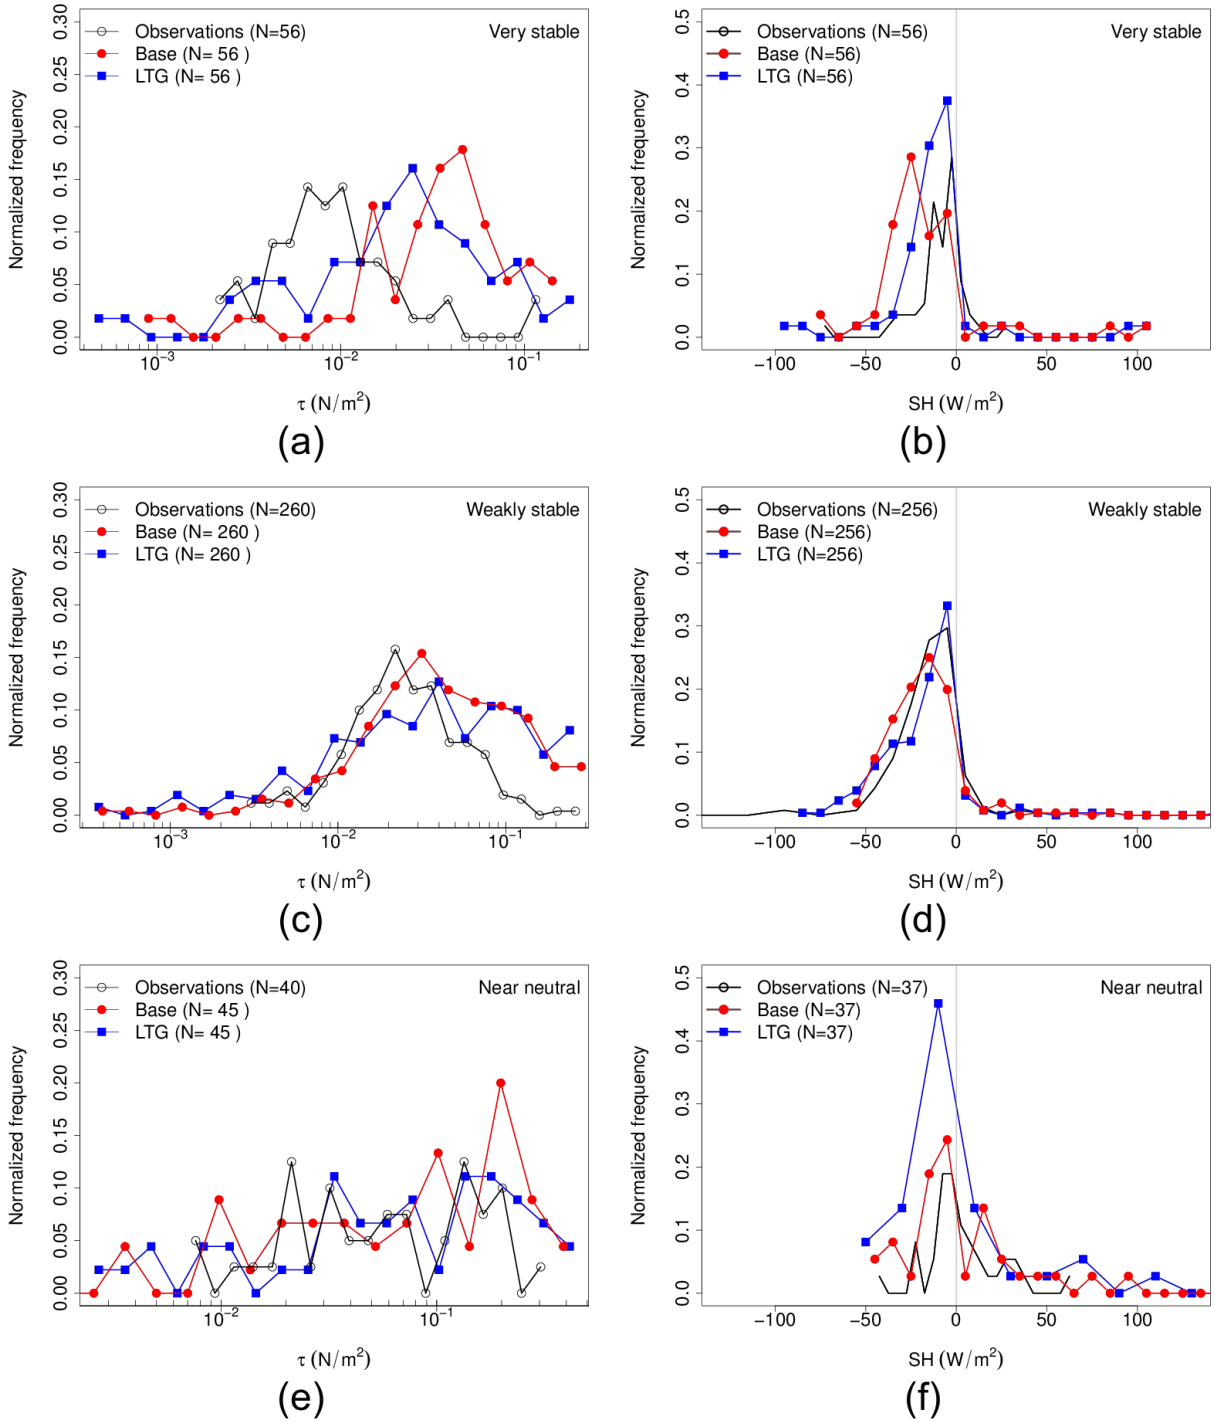 Observations (N=56) Very stable
Base (N= 56 )
LTG (N= 56 )
Normalized frequency
0.00 0.05 0.10 0.15 0.20 0.25 0.30
10⁻³ 10⁻² 10⁻¹
τ (N/m²)
(a)
Observations (N=56) Very stable
Base (N=56)
LTG (N=56)
Normalized frequency
0.0 0.1 0.2 0.3 0.4 0.5
−100 −50 0 50 100
SH (W/m²)
(b)
Observations (N=260) Weakly stable
Base (N= 260 )
LTG (N= 260 )
Normalized frequency
0.00 0.05 0.10 0.15 0.20 0.25 0.30
10⁻³ 10⁻² 10⁻¹
τ (N/m²)
(c)
Observations (N=256) Weakly stable
Base (N=256)
LTG (N=256)
Normalized frequency
0.0 0.1 0.2 0.3 0.4 0.5
−100 −50 0 50 100
SH (W/m²)
(d)
Observations (N=40) Near neutral
Base (N= 45 )
LTG (N= 45 )
Normalized frequency
0.00 0.05 0.10 0.15 0.20 0.25 0.30
10⁻² 10⁻¹
τ (N/m²)
(e)
Observations (N=37) Near neutral
Base (N=37)
LTG (N=37)
Normalized frequency
0.0 0.1 0.2 0.3 0.4 0.5
−100 −50 0 50 100
SH (W/m²)
(f)